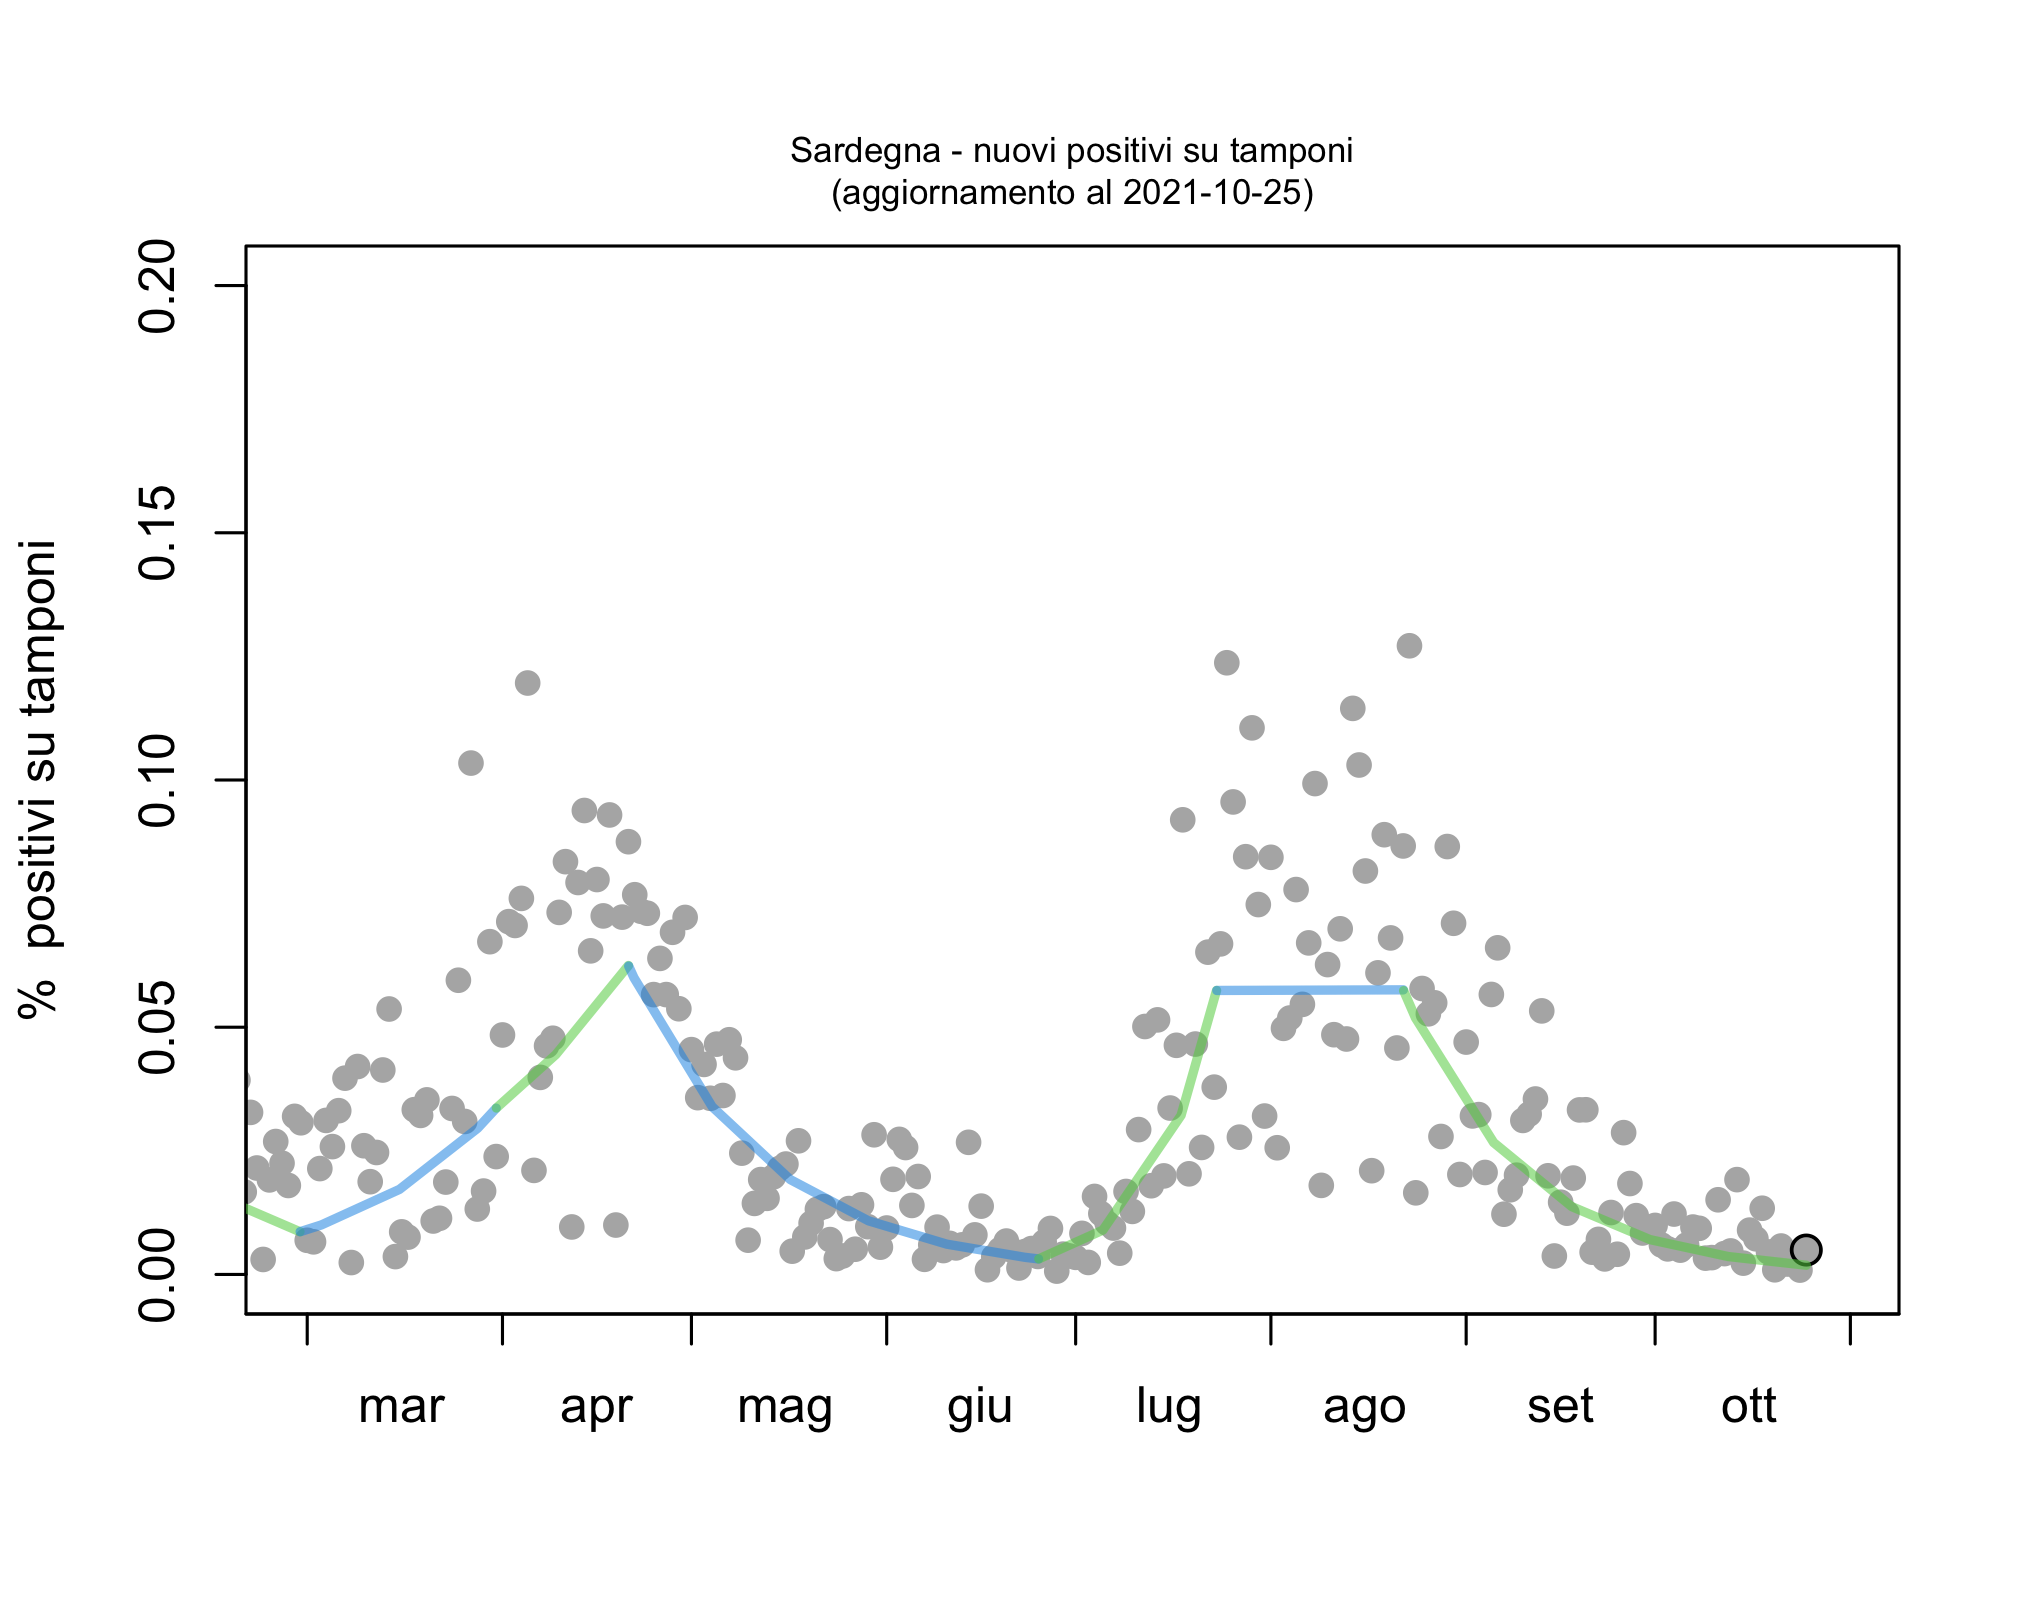 Sardegna - nuovi positivi su tamponi
(aggiornamento al 2021-10-25)
% positivi su tamponi
0.20
0.15
0.10
0.05
0.00
mar apr mag giu lug ago set ott